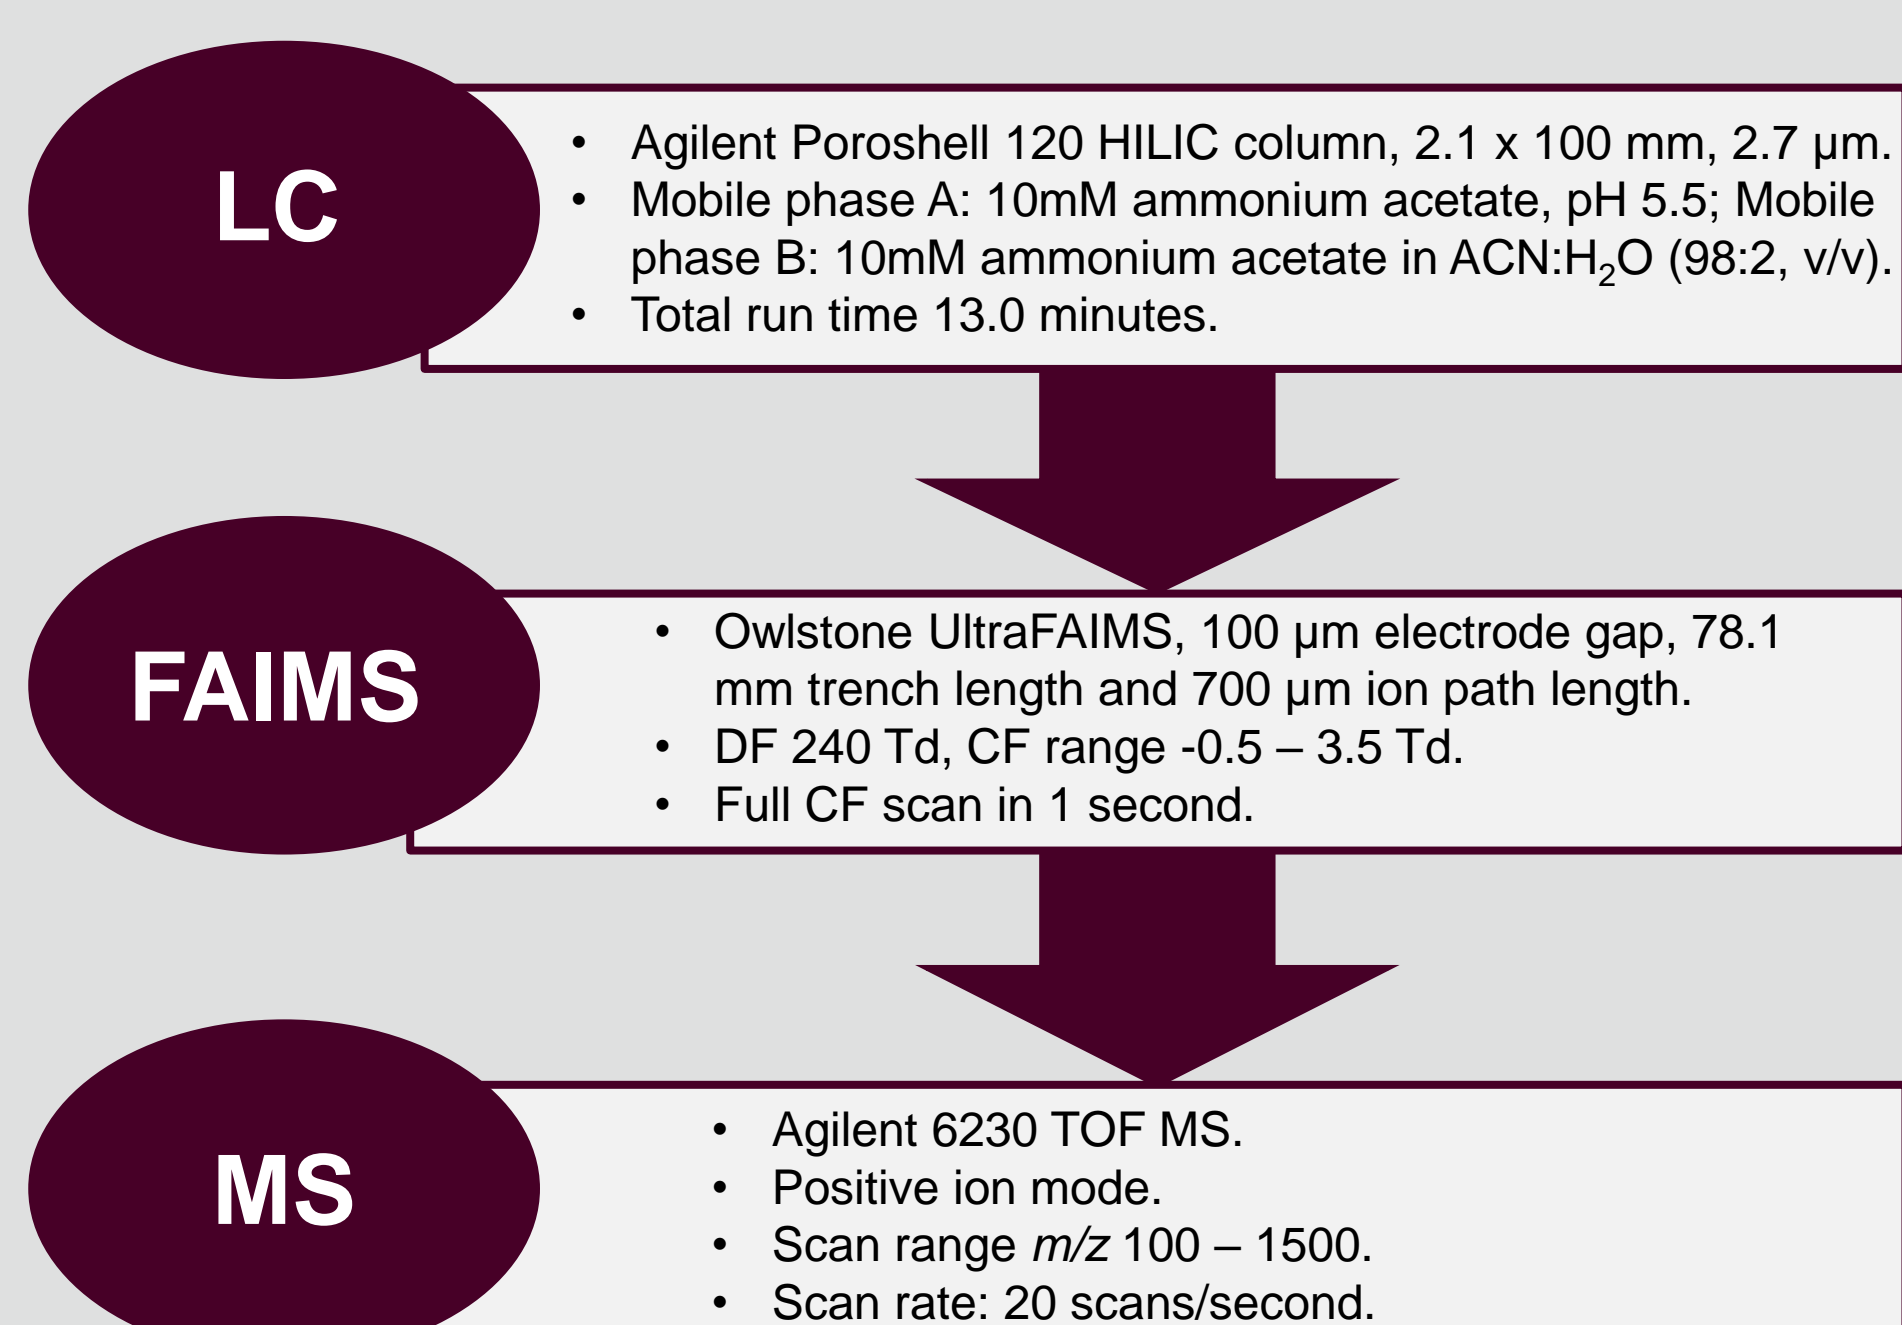 LC
• Agilent Poroshell 120 HILIC column, 2.1 x 100 mm, 2.7 μm.
• Mobile phase A: 10mM ammonium acetate, pH 5.5; Mobile
phase B: 10mM ammonium acetate in ACN:H₂O (98:2, v/v).
• Total run time 13.0 minutes.
FAIMS
• Owlstone UltraFAIMS, 100 μm electrode gap, 78.1
mm trench length and 700 μm ion path length.
• DF 240 Td, CF range -0.5 – 3.5 Td.
• Full CF scan in 1 second.
MS
• Agilent 6230 TOF MS.
• Positive ion mode.
• Scan range m/z 100 – 1500.
• Scan rate: 20 scans/second.